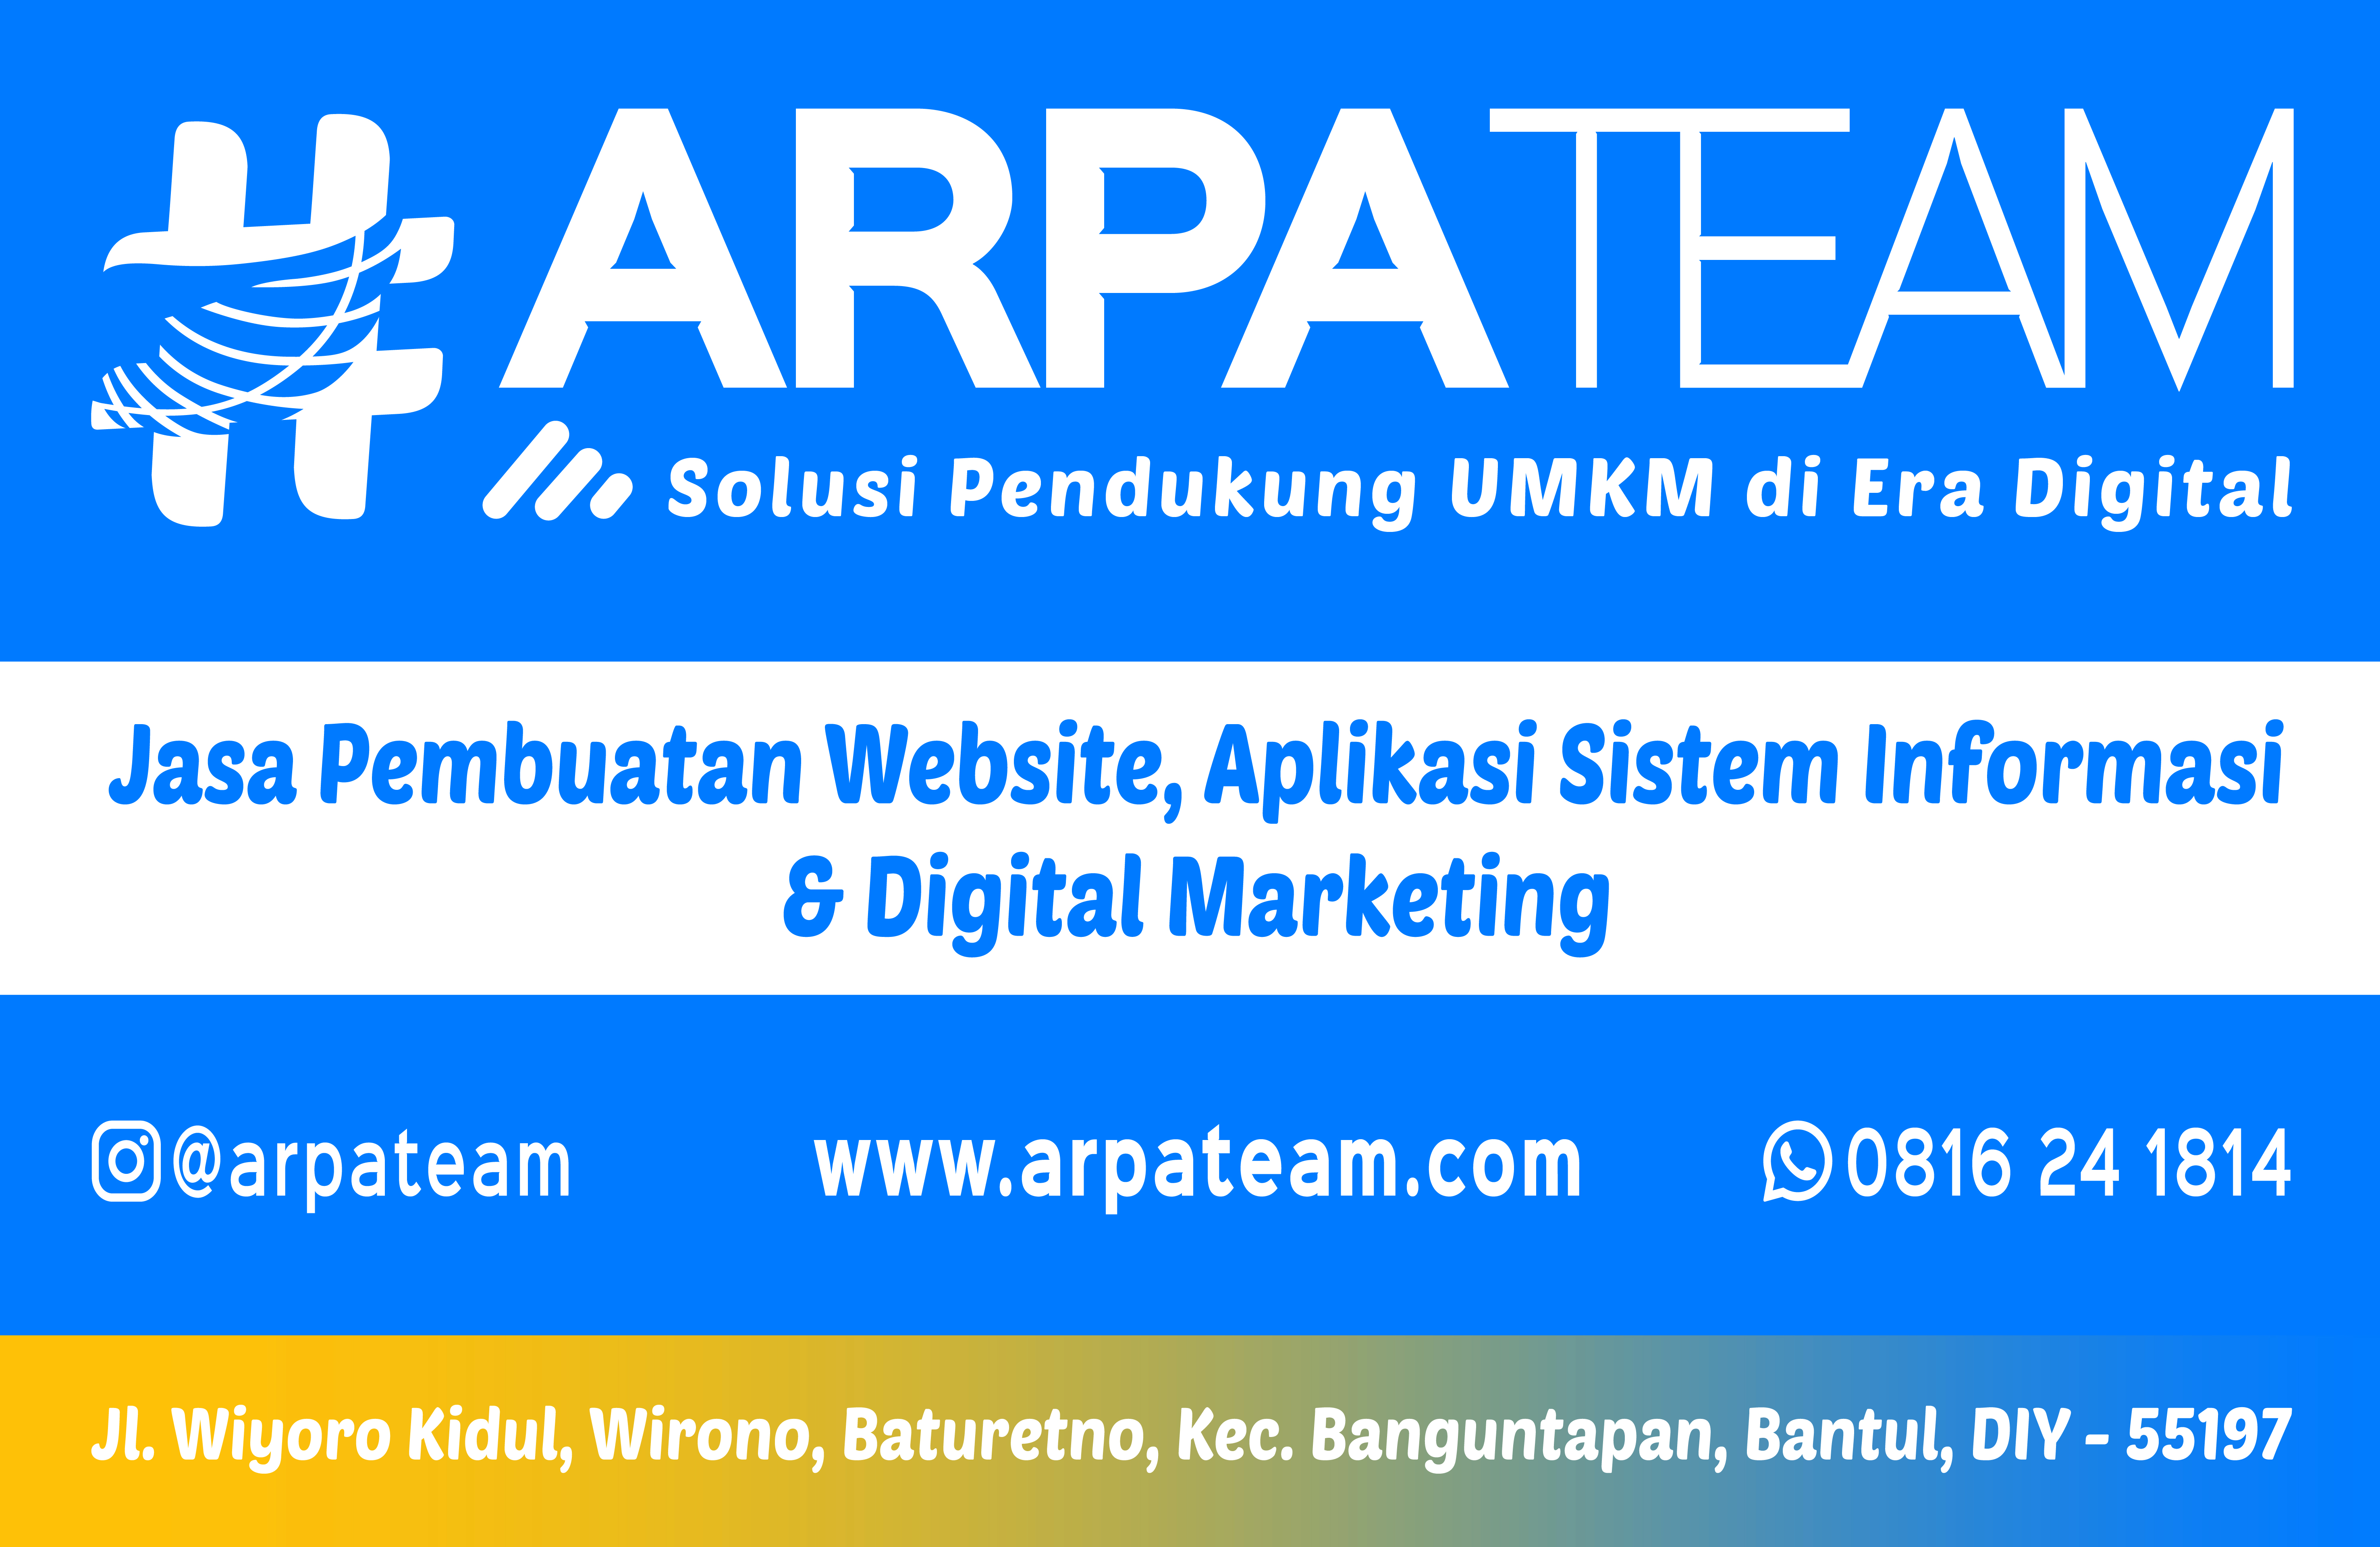 ARPATEAM
Solusi Pendukung UMKM di Era Digital
Jasa Pembuatan Website, Aplikasi Sistem Informasi
& Digital Marketing
@arpateam
www.arpateam.com
0816 24 1814
Jl. Wiyoro Kidul, Wirono, Baturetno, Kec. Banguntapan, Bantul, DIY - 55197